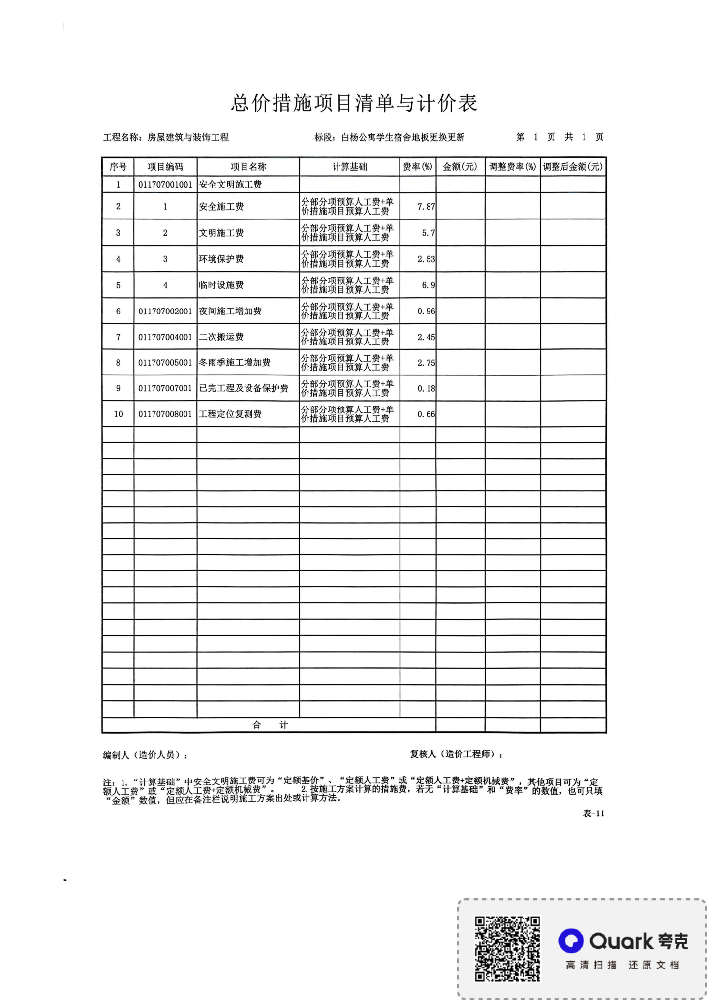 总价措施项目清单与计价表
工程名称：房屋建筑与装饰工程 标段：白杨公寓学生宿舍地板更换更新 第 1 页 共 1 页
序号 项目编码 项目名称 计算基础 费率(%) 金额(元) 调整费率(%) 调整后金额(元)
1 011707001001 安全文明施工费
2 1 安全施工费 分部分项预算人工费+单
价措施项目预算人工费 7.87
3 2 文明施工费 分部分项预算人工费+单
价措施项目预算人工费 5.7
4 3 环境保护费 分部分项预算人工费+单
价措施项目预算人工费 2.53
5 4 临时设施费 分部分项预算人工费+单
价措施项目预算人工费 6.9
6 011707002001 夜间施工增加费 分部分项预算人工费+单
价措施项目预算人工费 0.96
7 011707004001 二次搬运费 分部分项预算人工费+单
价措施项目预算人工费 2.45
8 011707005001 冬雨季施工增加费 分部分项预算人工费+单
价措施项目预算人工费 2.75
9 011707007001 已完工程及设备保护费 分部分项预算人工费+单
价措施项目预算人工费 0.18
10 011707008001 工程定位复测费 分部分项预算人工费+单
价措施项目预算人工费 0.66
合 计
编制人（造价人员）： 复核人（造价工程师）：
注：1、“计算基础”中安全文明施工费可为“定额基价”、“定额人工费”或“定额人工费+定额机械费”，其他项目可为“定
额人工费”或“定额人工费+定额机械费”。 2.按施工方案计算的措施费，若无“计算基础”和“费率”的数值，也可只填
“金额”数值，但应在备注栏说明施工方案出处或计算方法。
表-11
Quark 夸克
高清扫描 还原文档